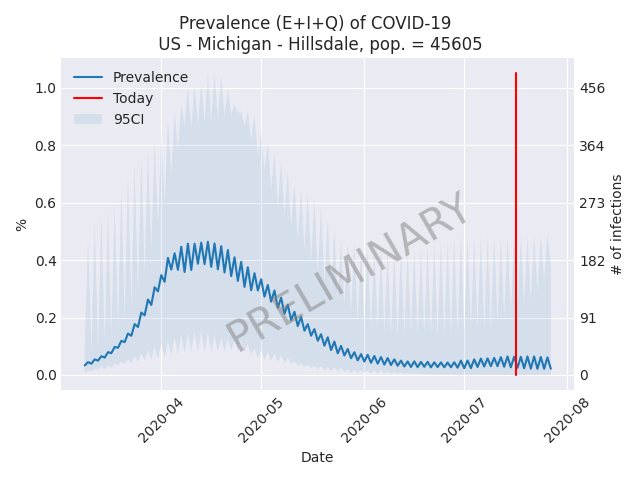 Prevalence (E+I+Q) of COVID-19
US - Michigan - Hillsdale, pop. = 45605
Prevalence
Today
95CI
1.0
0.8
0.6
0.4
0.2
0.0
%
456
364
273
182
91
0
# of infections
PRELIMINARY
2020-04
2020-05
2020-06
2020-07
2020-08
Date